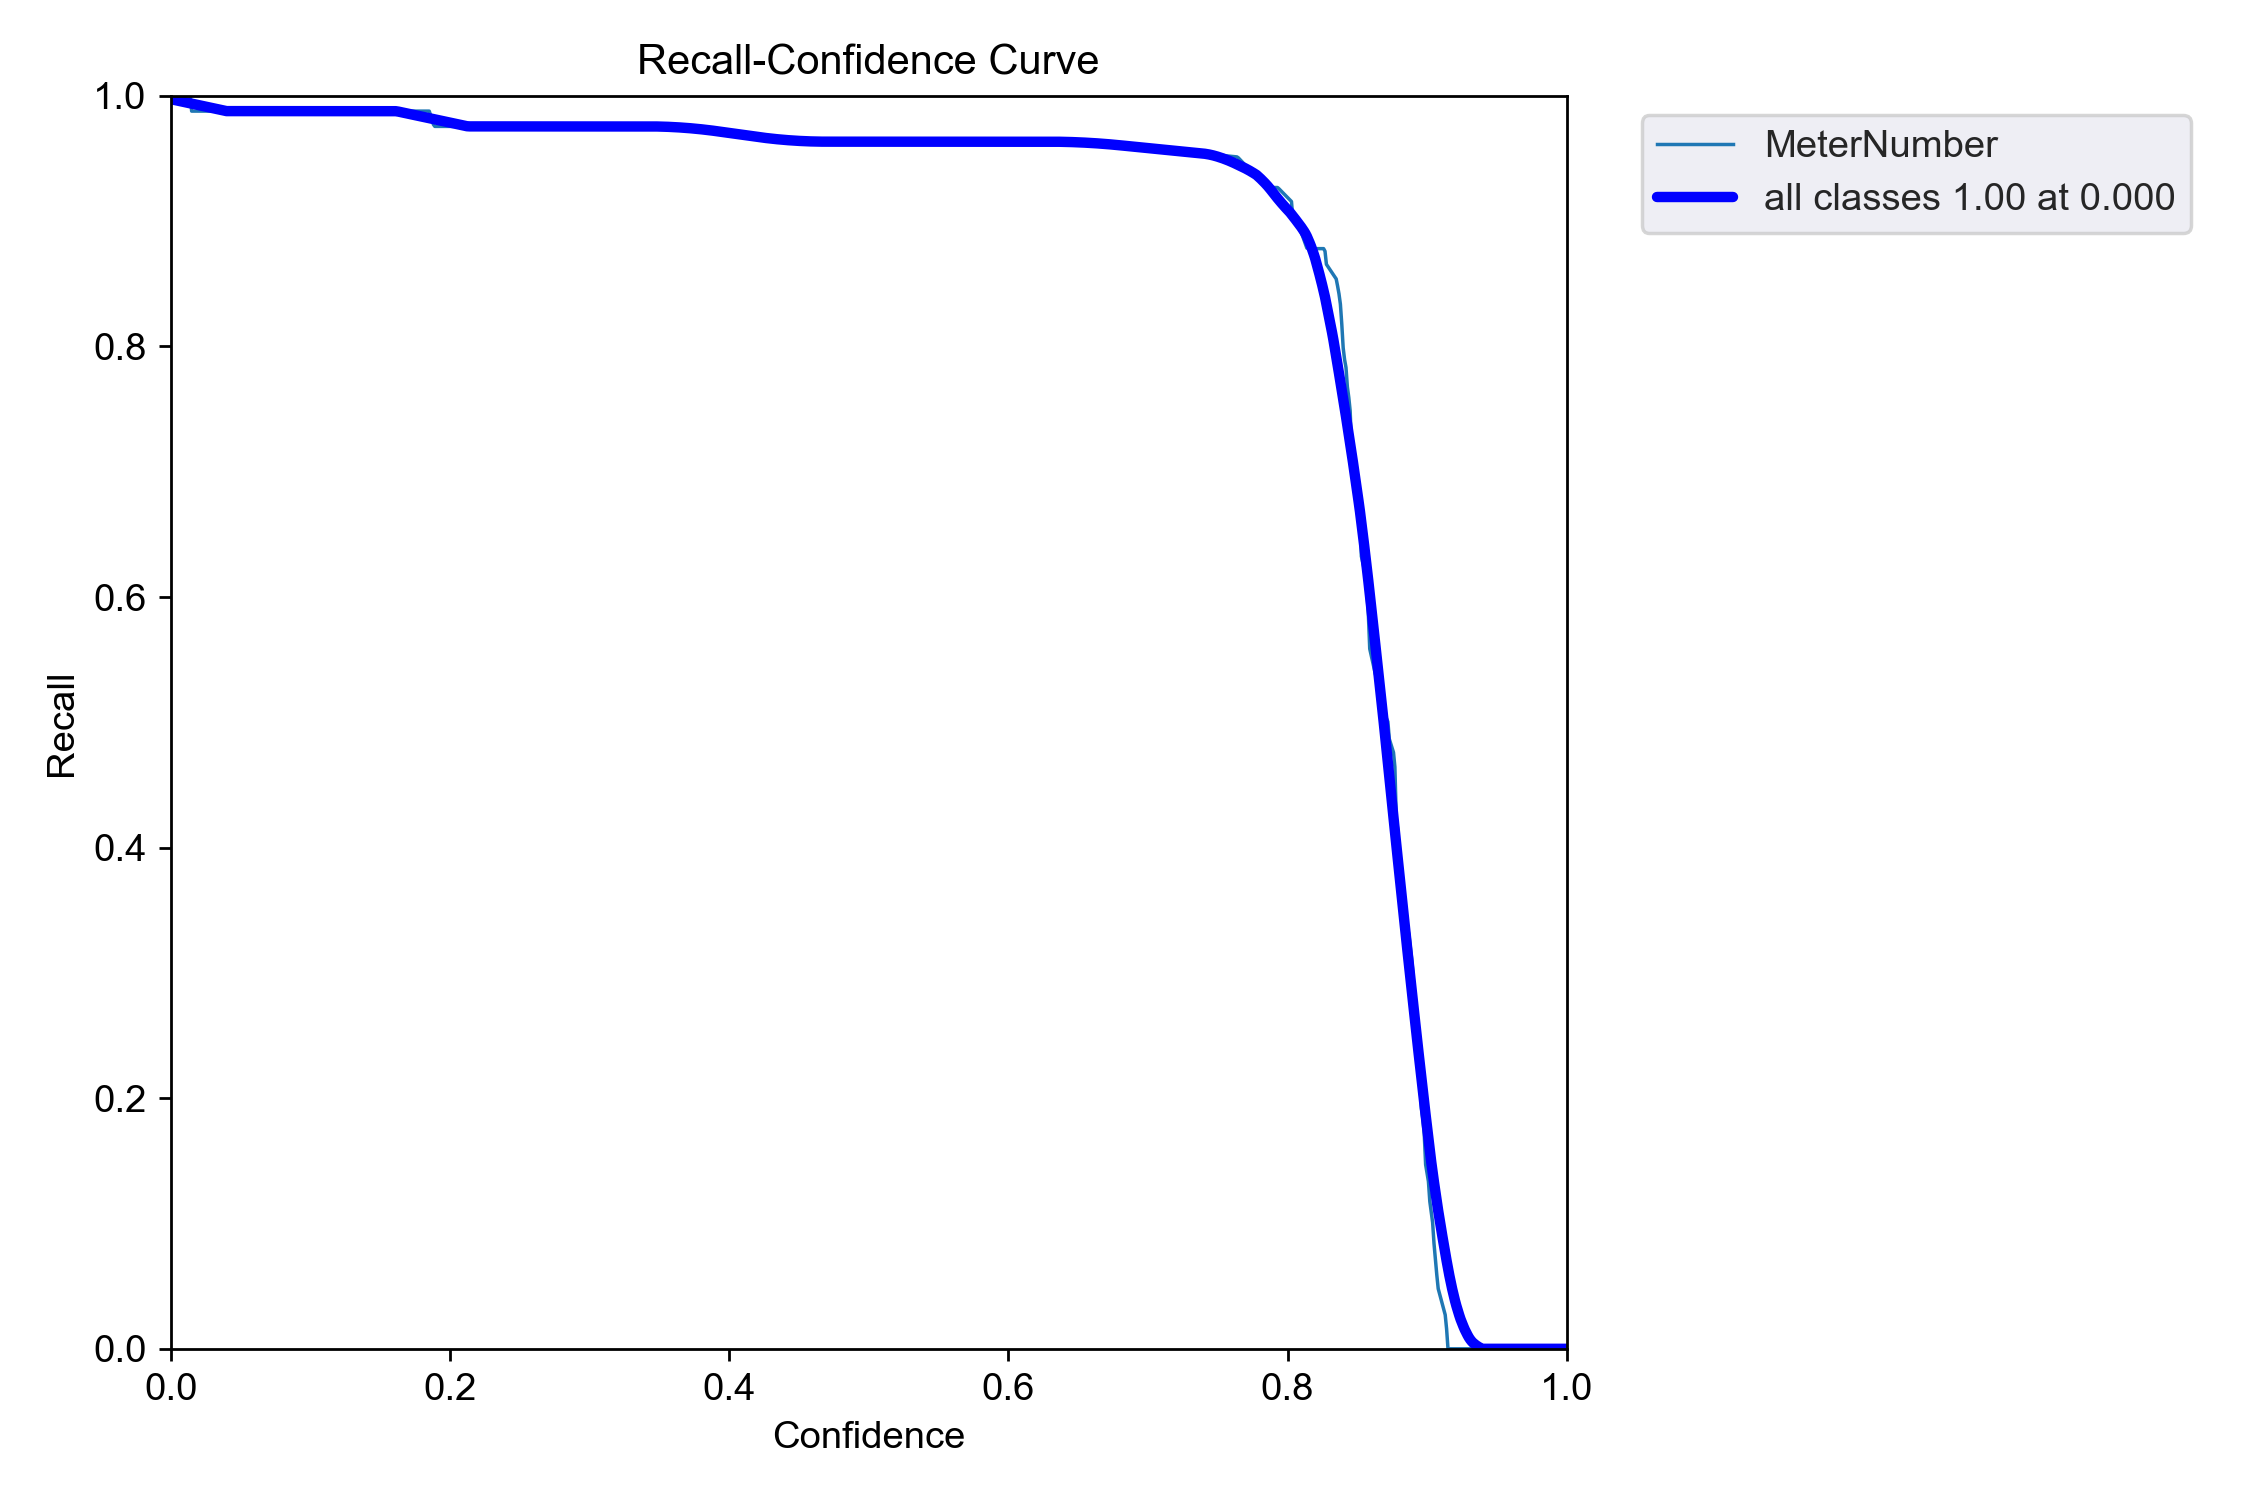 Recall-Confidence Curve
1.0
0.8
0.6
0.4
0.2
0.0
Recall
0.0 0.2 0.4 0.6 0.8 1.0
Confidence
MeterNumber
all classes 1.00 at 0.000